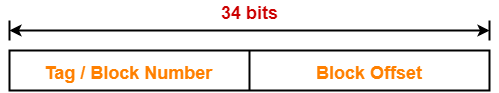 34 bits
Tag / Block Number
Block Offset